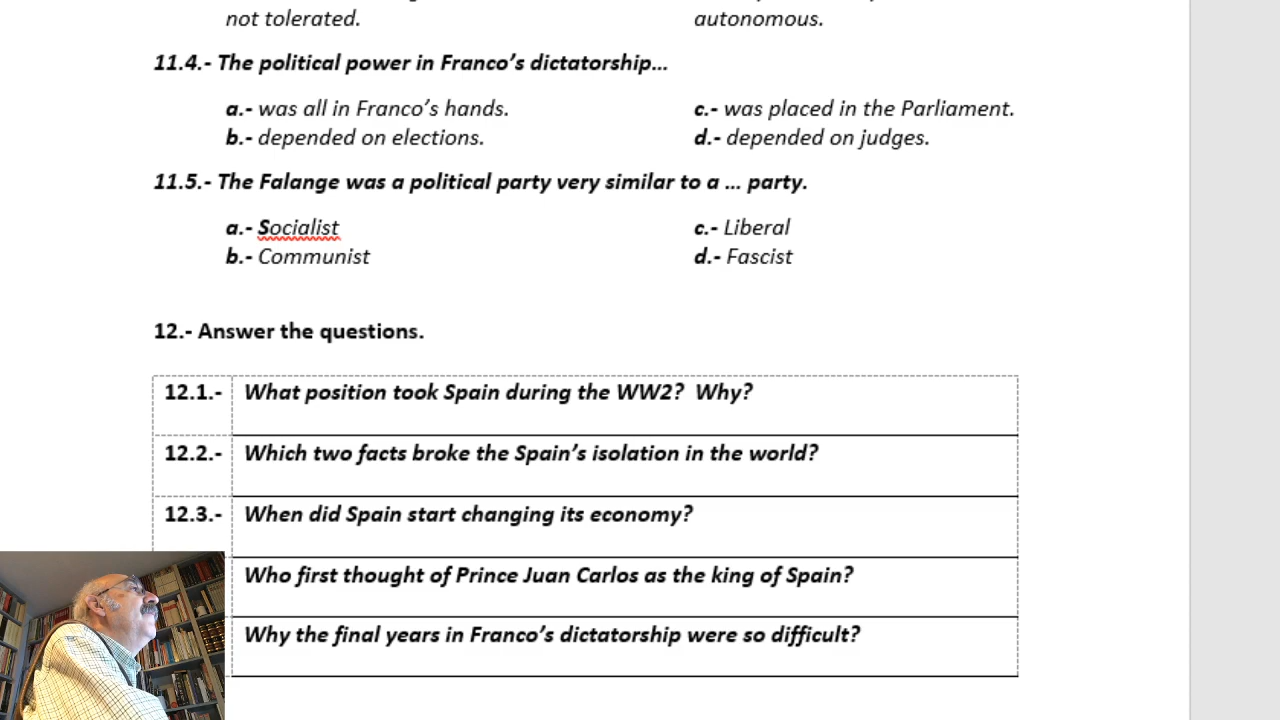 not tolerated.
autonomous.
11.4.- The political power in Franco’s dictatorship…
a.- was all in Franco’s hands.
c.- was placed in the Parliament.
b.- depended on elections.
d.- depended on judges.
11.5.- The Falange was a political party very similar to a … party.
a.- Socialist
c.- Liberal
b.- Communist
d.- Fascist
12.- Answer the questions.
12.1.- What position took Spain during the WW2?  Why?
12.2.- Which two facts broke the Spain’s isolation in the world?
12.3.- When did Spain start changing its economy?
Who first thought of Prince Juan Carlos as the king of Spain?
Why the final years in Franco’s dictatorship were so difficult?